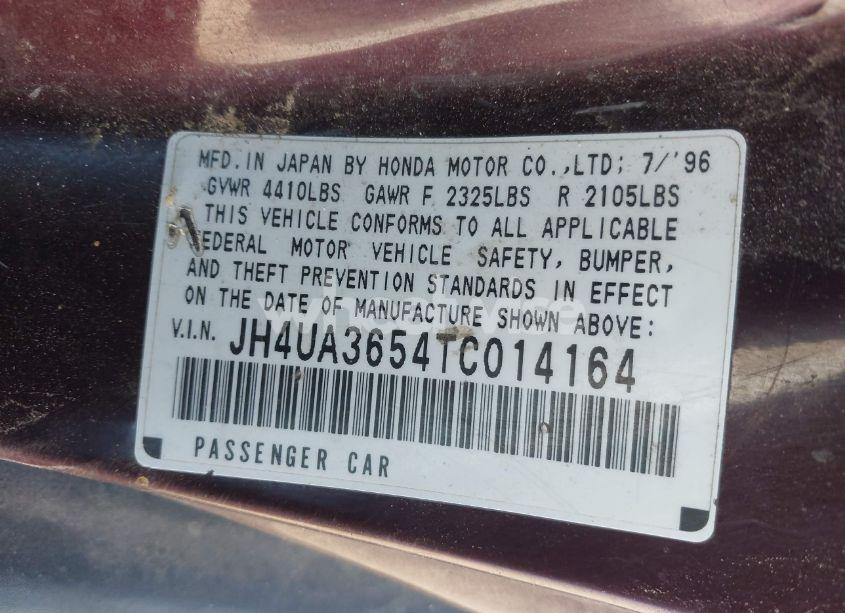 MFD. IN JAPAN BY HONDA MOTOR CO.,LTD; 7/'96
GVWR 4410LBS GAWR F 2325LBS R 2105LBS
THIS VEHICLE CONFORMS TO ALL APPLICABLE
FEDERAL MOTOR VEHICLE SAFETY, BUMPER,
AND THEFT PREVENTION STANDARDS IN EFFECT
ON THE DATE OF MANUFACTURE SHOWN ABOVE:
V.I.N. JH4UA3654TC014164
PASSENGER CAR